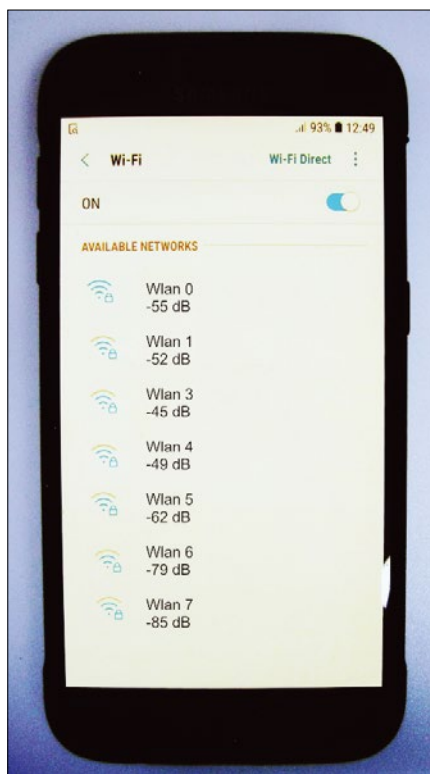 93% 12:49
Wi-Fi Wi-Fi Direct
ON
AVAILABLE NETWORKS
Wlan 0
-55 dB
Wlan 1
-52 dB
Wlan 3
-45 dB
Wlan 4
-49 dB
Wlan 5
-62 dB
Wlan 6
-79 dB
Wlan 7
-85 dB